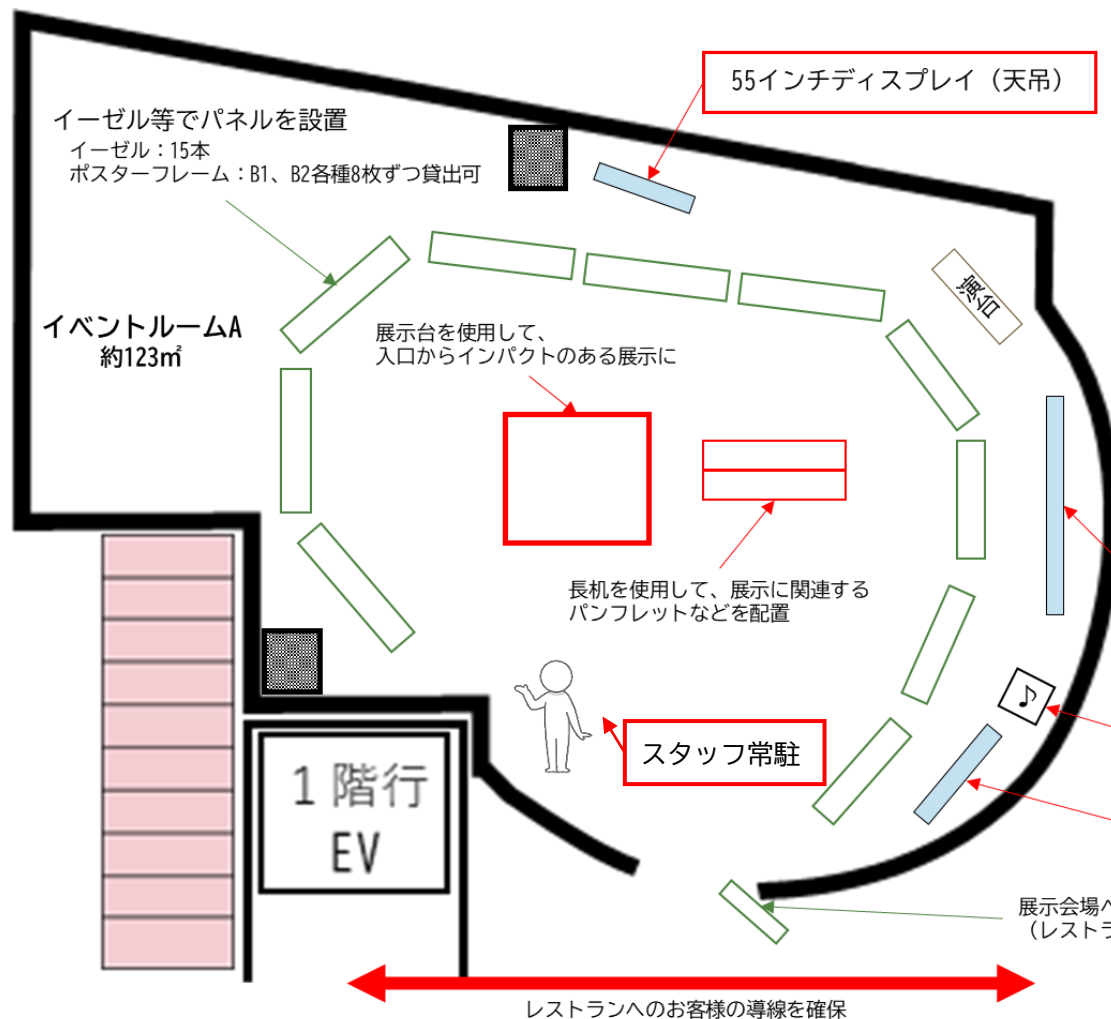 55インチディスプレイ（天吊）
イーゼル等でパネルを設置
イーゼル：15本
ポスターフレーム：B1、B2各種8枚ずつ貸出可
演台
イベントルームA
約123㎡
展示台を使用して、
入口からインパクトのある展示に
長机を使用して、展示に関連する
パンフレットなどを配置
♪
スタッフ常駐
１階行
EV
展示会場へ
（レストラ
レストランへのお客様の導線を確保